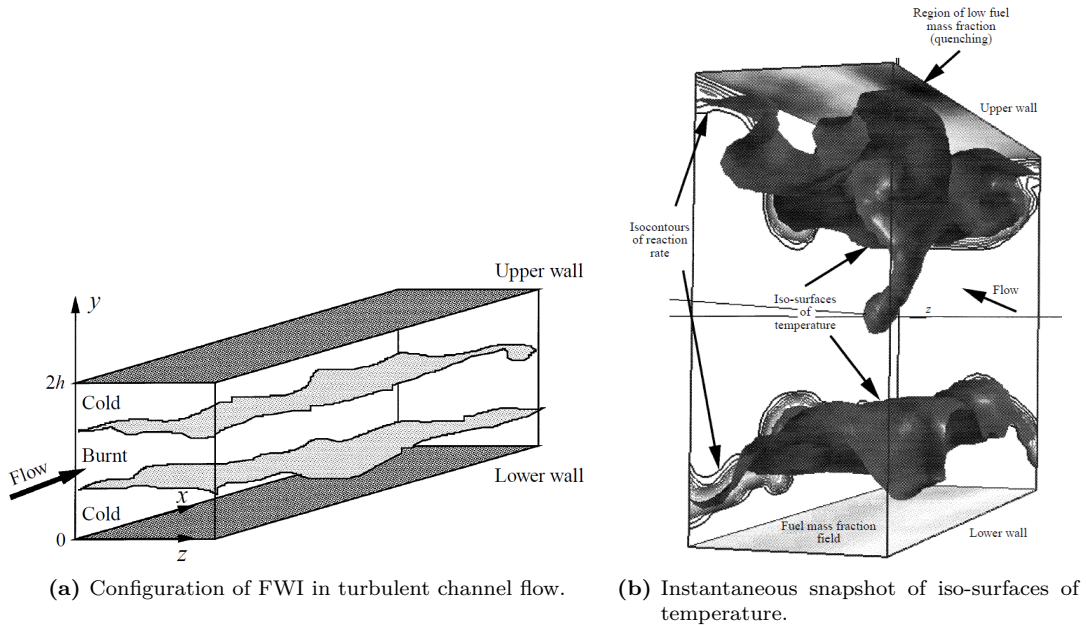 Upper wall
y
2h
Cold
Burnt
Flow
x
Cold
Lower wall
0
z
(a) Configuration of FWI in turbulent channel flow.
Region of low fuel
mass fraction
(quenching)
Upper wall
Isocontours
of reaction
rate
Iso-surfaces
of
temperature
Flow
z
Fuel mass fraction
field
Lower wall
(b) Instantaneous snapshot of iso-surfaces of
temperature.